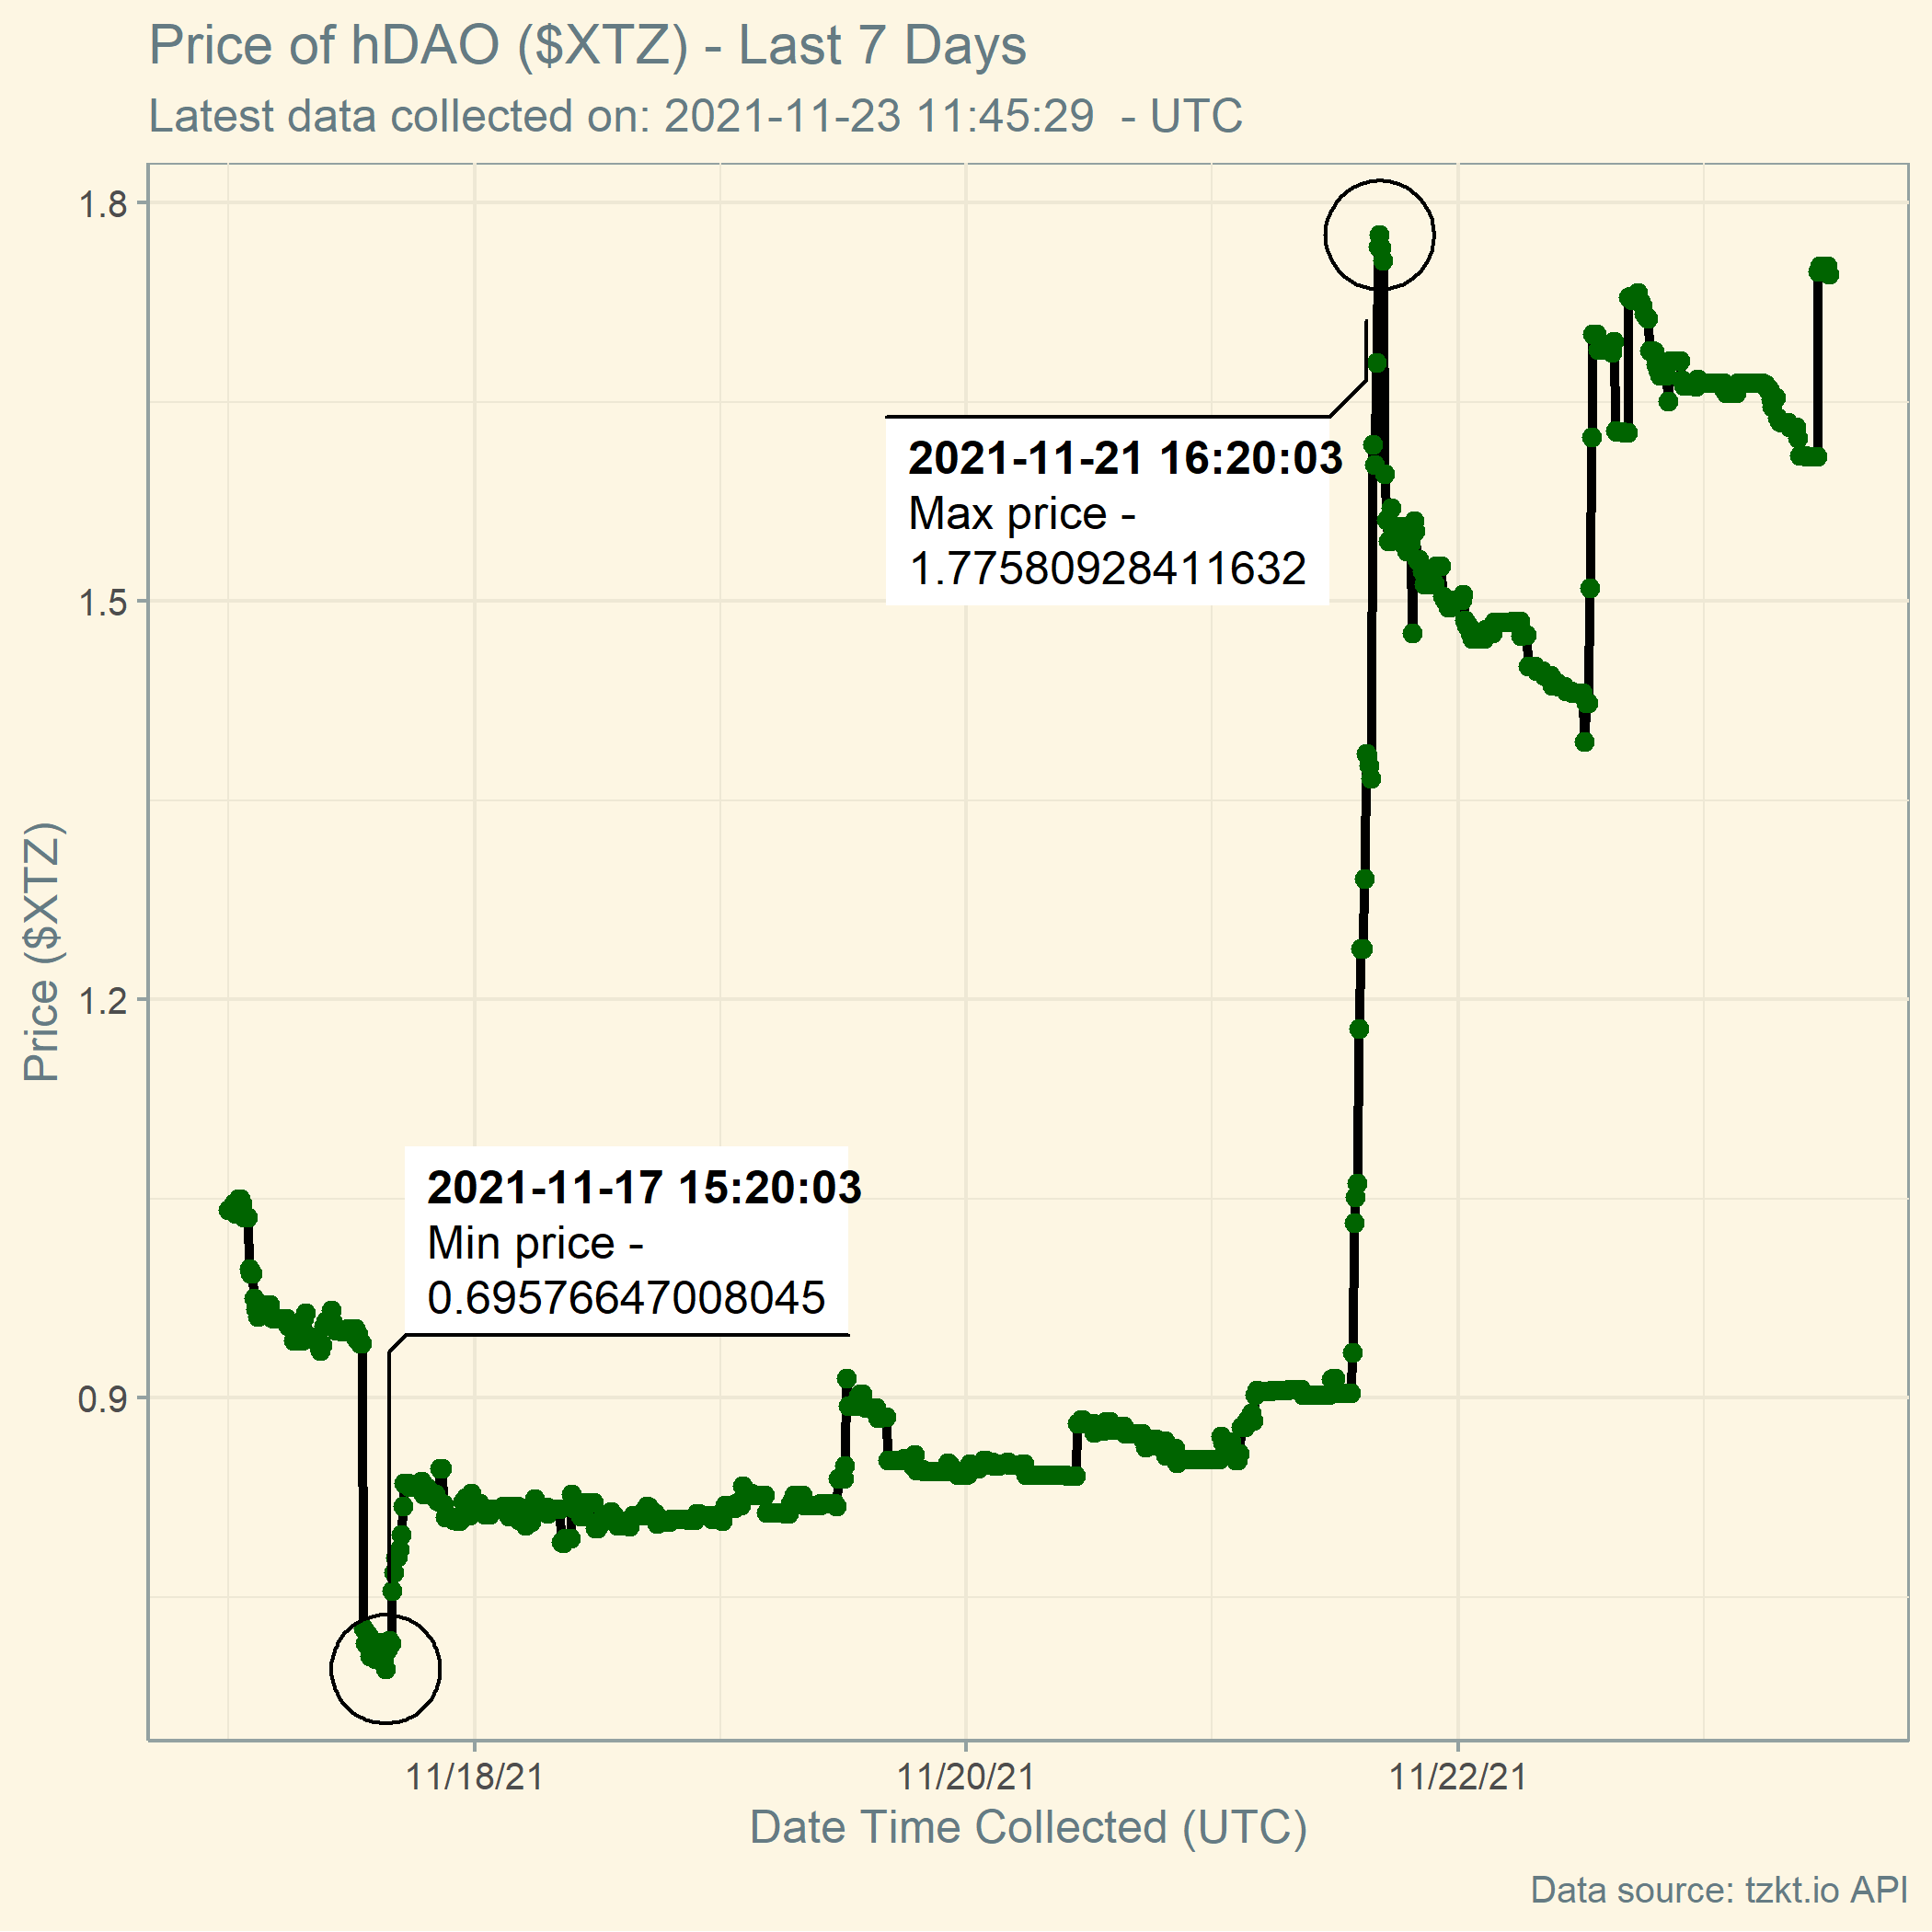 Price of hDAO ($XTZ) - Last 7 Days
Latest data collected on: 2021-11-23 11:45:29  - UTC
Price ($XTZ)
1.8
1.5
1.2
0.9
2021-11-21 16:20:03
Max price -
1.77580928411632
2021-11-17 15:20:03
Min price -
0.69576647008045
11/18/21
11/20/21
11/22/21
Date Time Collected (UTC)
Data source: tzkt.io API